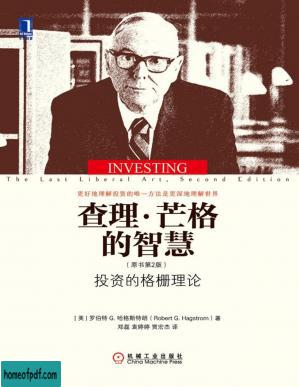 INVESTING
The Last Liberal Art, Second Edition
更好地理解投资的唯一方法是更深地理解世界
查理·芒格
的智慧
（原书第2版）
投资的格栅理论
［美］罗伯特 G. 哈格斯特朗（Robert G. Hagstrom）著
郑磊 袁婷婷 贾宏杰 译
机械工业出版社
China Machine Press
homeofpdf.com